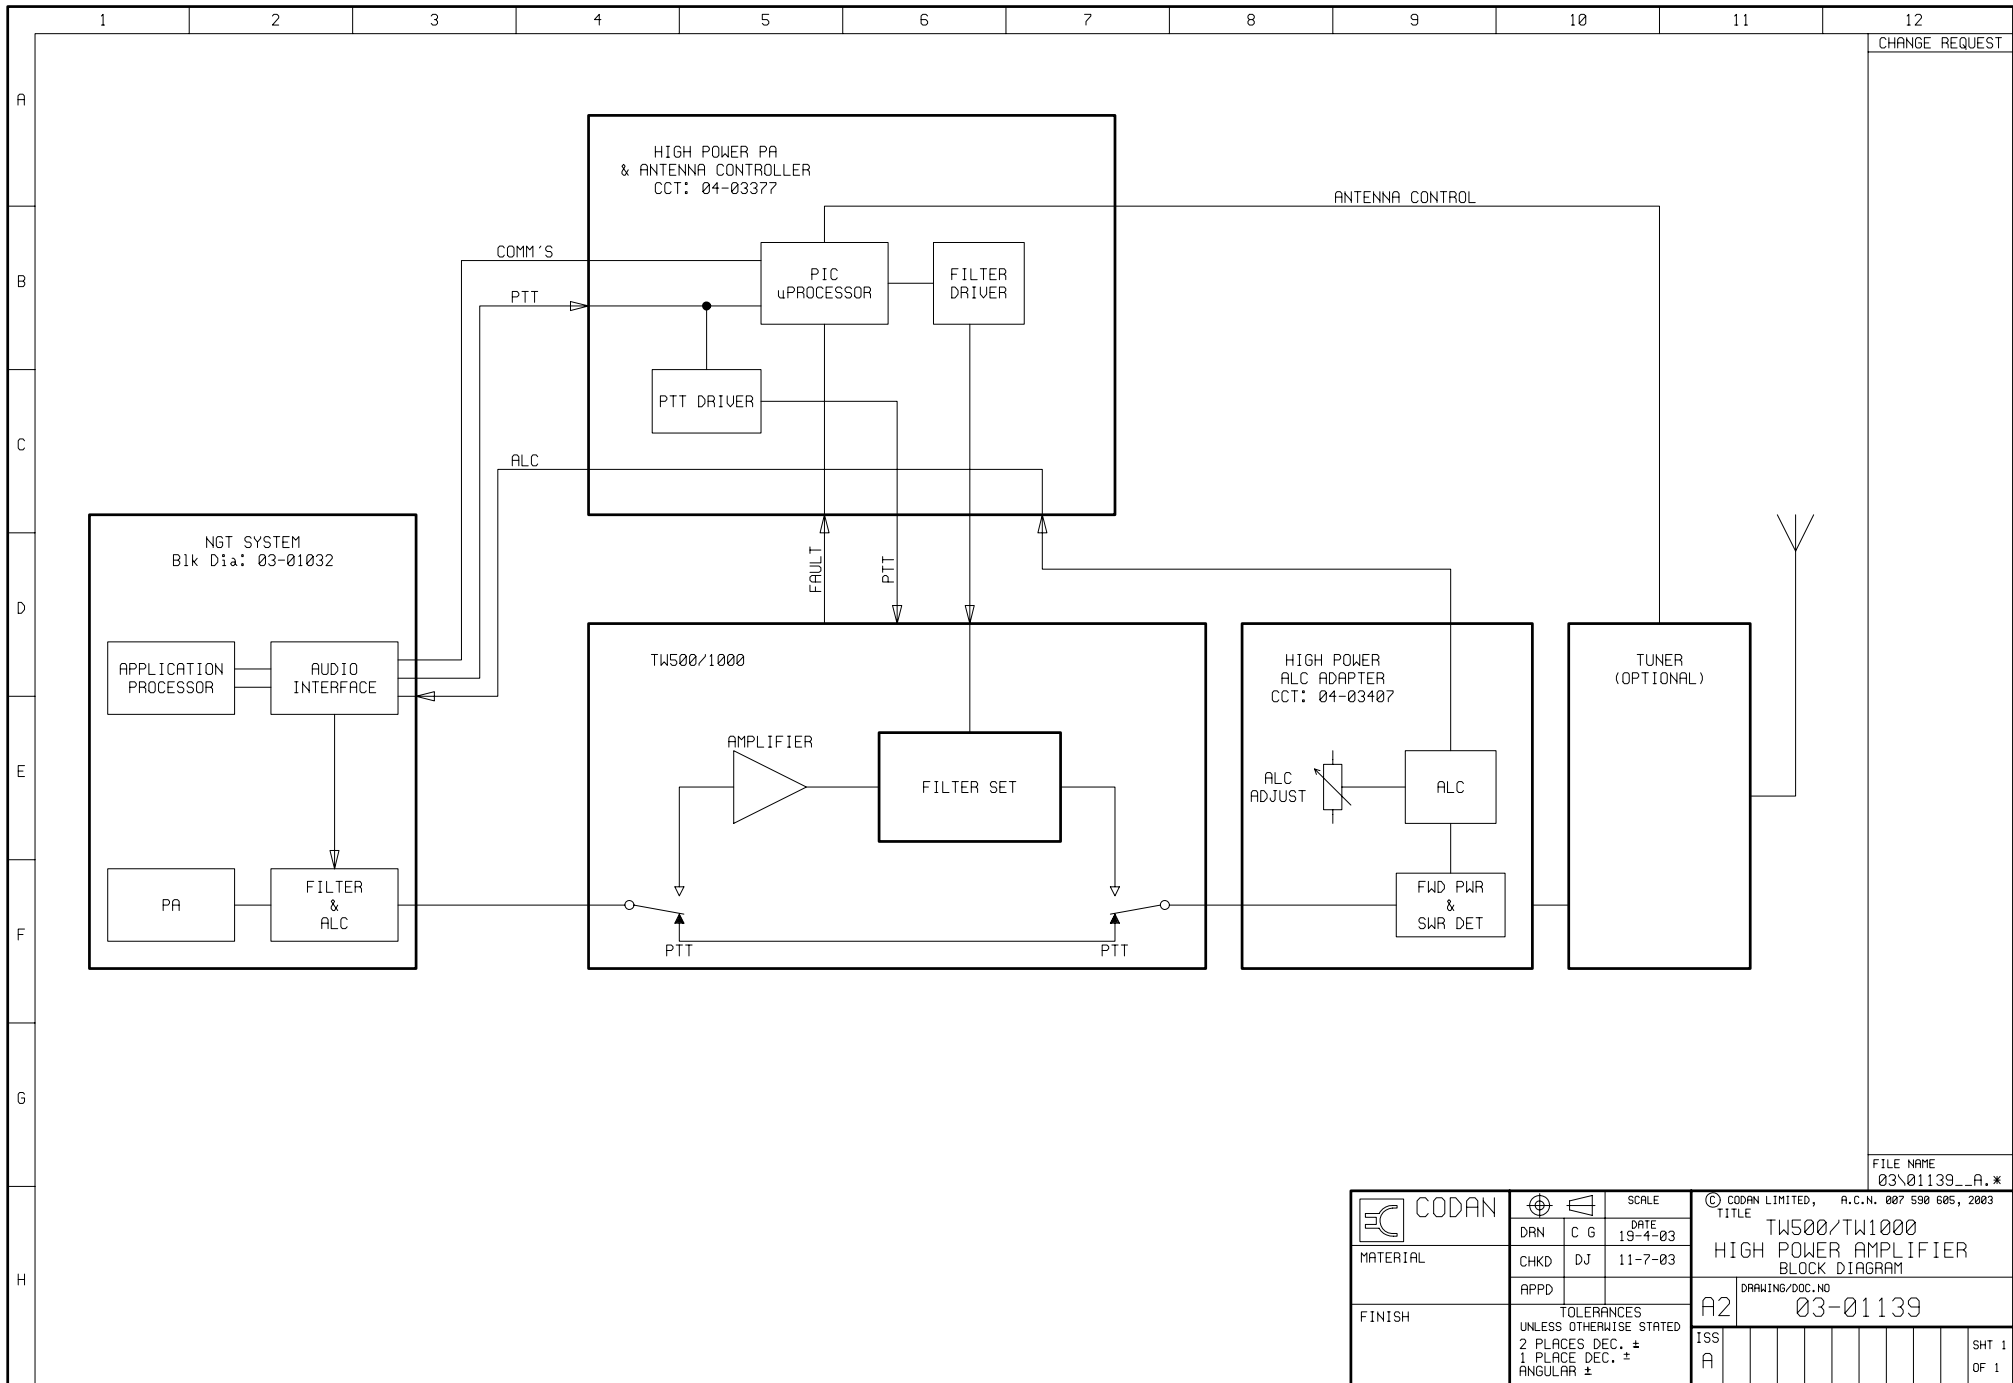 1 2 3 4 5 6 7 8 9 10 11 12
CHANGE REQUEST
A
B
C
D
E
F
G
H
HIGH POWER PA
& ANTENNA CONTROLLER
CCT: 04-03377
ANTENNA CONTROL
COMM'S
PTT
PIC
uPROCESSOR
FILTER
DRIVER
PTT DRIVER
ALC
FAULT
PTT
NGT SYSTEM
Blk Dia: 03-01032
APPLICATION
PROCESSOR
AUDIO
INTERFACE
PA
FILTER
&
ALC
TW500/1000
AMPLIFIER
FILTER SET
PTT
PTT
HIGH POWER
ALC ADAPTER
CCT: 04-03407
ALC
ADJUST
ALC
FWD PWR
&
SWR DET
TUNER
(OPTIONAL)
FILE NAME
03\01139__A.*
CODAN
MATERIAL
FINISH
SCALE
DRN C G DATE
19-4-03
CHKD DJ 11-7-03
APPD
TOLERANCES
UNLESS OTHERWISE STATED
2 PLACES DEC. ±
1 PLACE DEC. ±
ANGULAR ±
© CODAN LIMITED, A.C.N. 007 590 605, 2003
TITLE
TW500/TW1000
HIGH POWER AMPLIFIER
BLOCK DIAGRAM
A2
DRAWING/DOC.NO
03-01139
ISS
A
SHT 1
OF 1